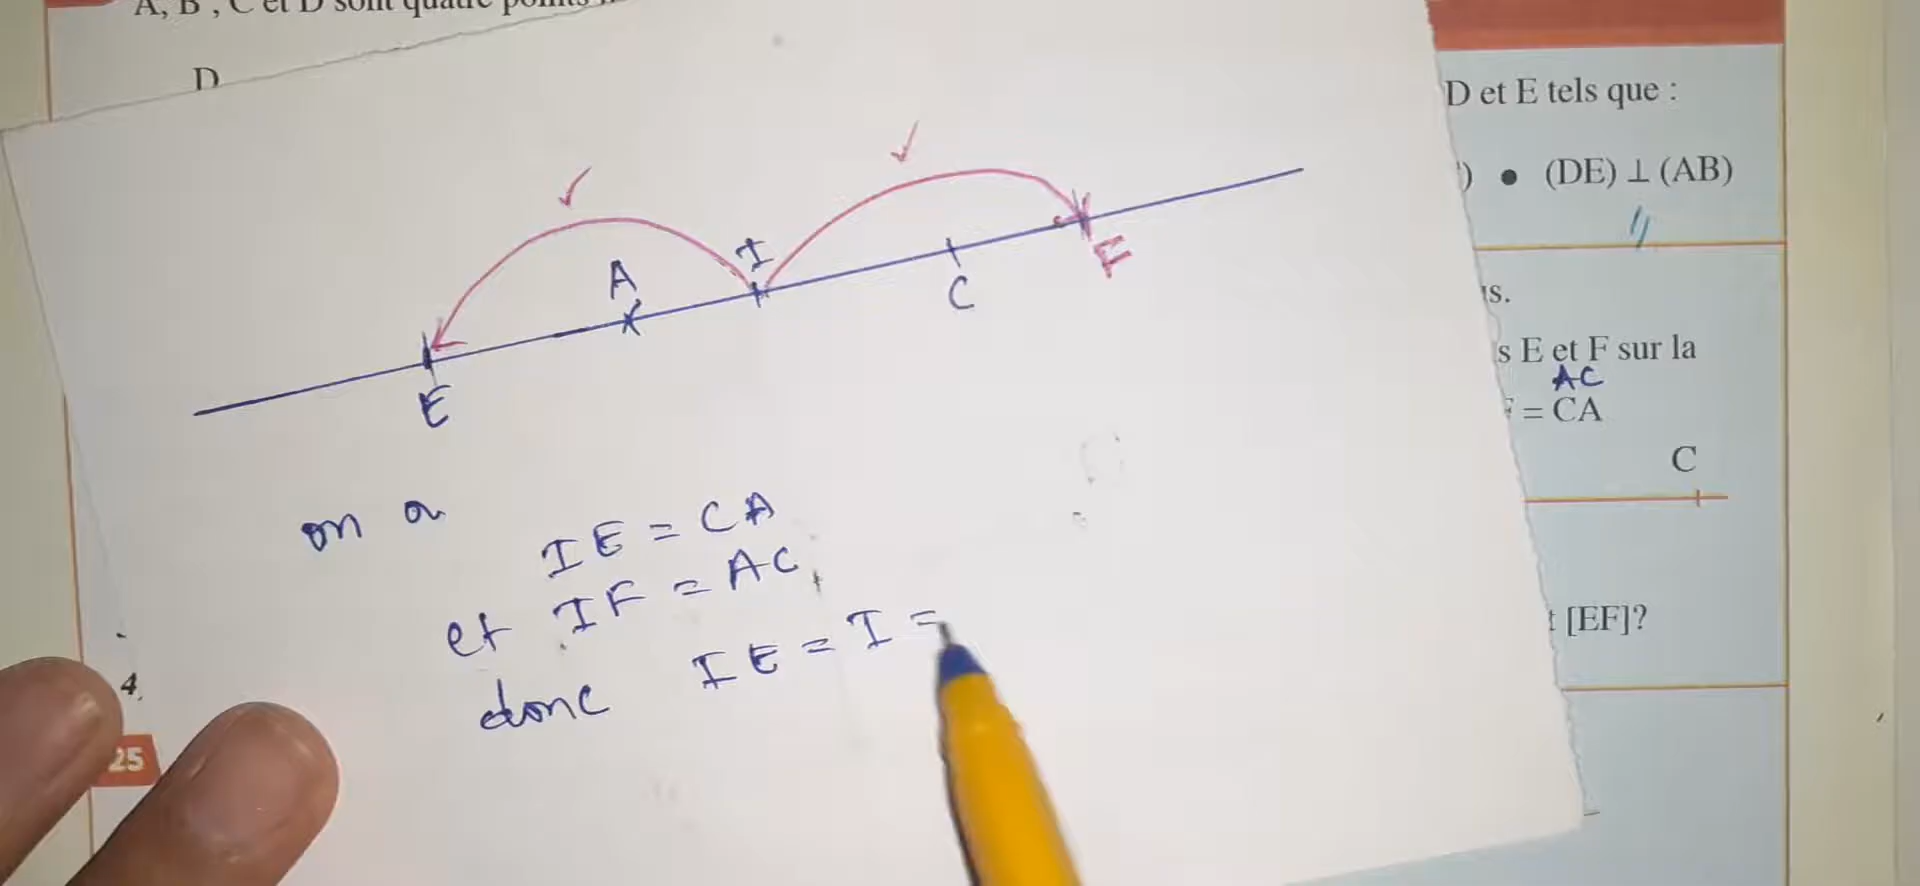 A, B , C et D sont quatre points
D
D et E tels que :
) • (DE) ⊥ (AB)
A
I
C
F
E
us.
s E et F sur la
AC
= CA
C
on a
IE = CA
et IF = AC
donc IE = I
[EF]?
4
25